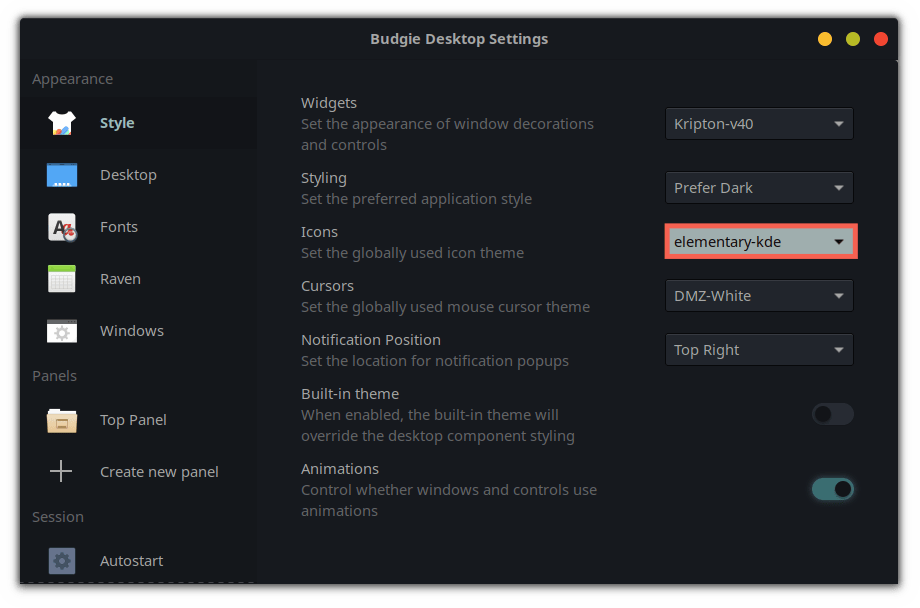 Budgie Desktop Settings
Appearance
Style
Desktop
Fonts
Raven
Windows
Panels
Top Panel
Create new panel
Session
Autostart
Widgets
Set the appearance of window decorations
and controls
Kripton-v40
Styling
Set the preferred application style
Prefer Dark
Icons
Set the globally used icon theme
elementary-kde
Cursors
Set the globally used mouse cursor theme
DMZ-White
Notification Position
Set the location for notification popups
Top Right
Built-in theme
When enabled, the built-in theme will
override the desktop component styling
Animations
Control whether windows and controls use
animations